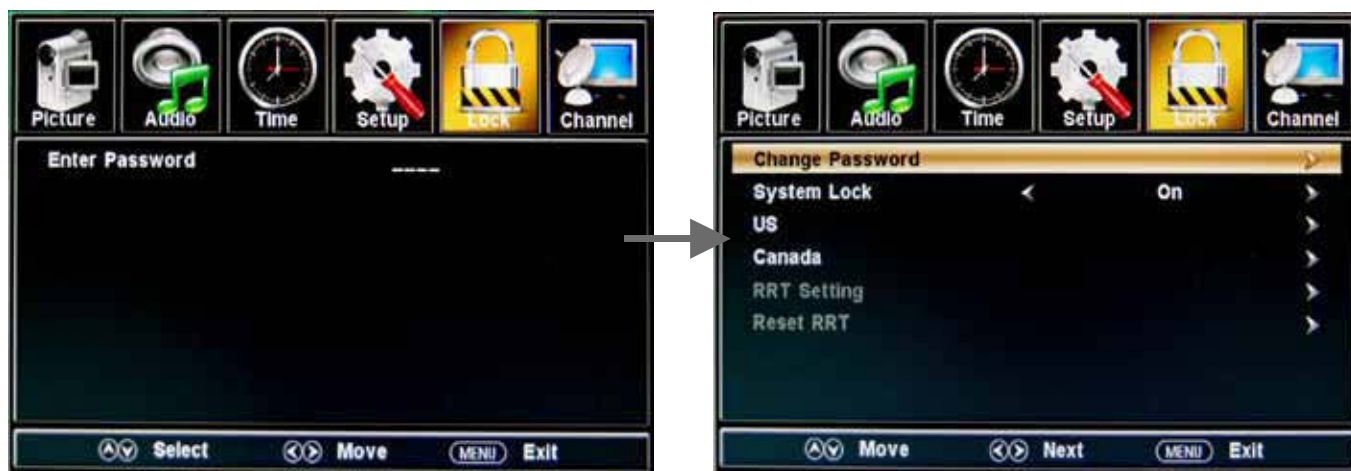 Picture Audio Time Setup Lock Channel
Enter Password ____
Select Move MENU Exit
Picture Audio Time Setup Lock Channel
Change Password
System Lock On
US
Canada
RRT Setting
Reset RRT
Move Next MENU Exit